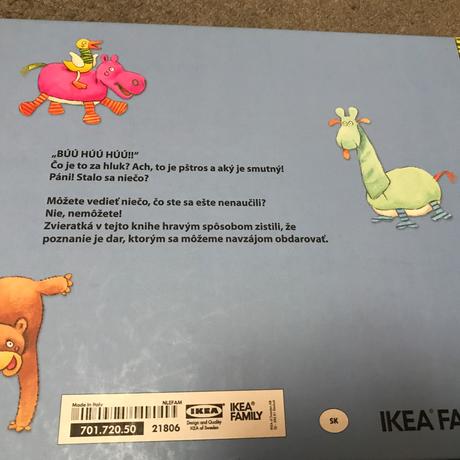 „BÚÚ HÚÚ HÚÚ!!“
Čo je to za hluk? Ach, to je pštros a aký je smutný!
Páni! Stalo sa niečo?
Môžete vedieť niečo, čo ste sa ešte nenaučili?
Nie, nemôžete!
Zvieratká v tejto knihe hravým spôsobom zistili, že
poznanie je dar, ktorým sa môžeme navzájom obdarovať.
Made in Italy NLEFAM
701.720.50 21806
IKEA®
Design and Quality
IKEA of Sweden
IKEA®
FAMILY
SK
IKEA® FA